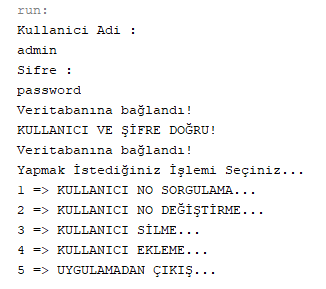 run:
Kullanici Adi :
admin
Sifre :
password
Veritabanına bağlandı!
KULLANICI VE ŞİFRE DOĞRU!
Veritabanına bağlandı!
Yapmak İstediğiniz İşlemi Seçiniz...
1 => KULLANICI NO SORGULAMA...
2 => KULLANICI NO DEĞİŞTİRME...
3 => KULLANICI SİLME...
4 => KULLANICI EKLEME...
5 => UYGULAMADAN ÇIKIŞ...